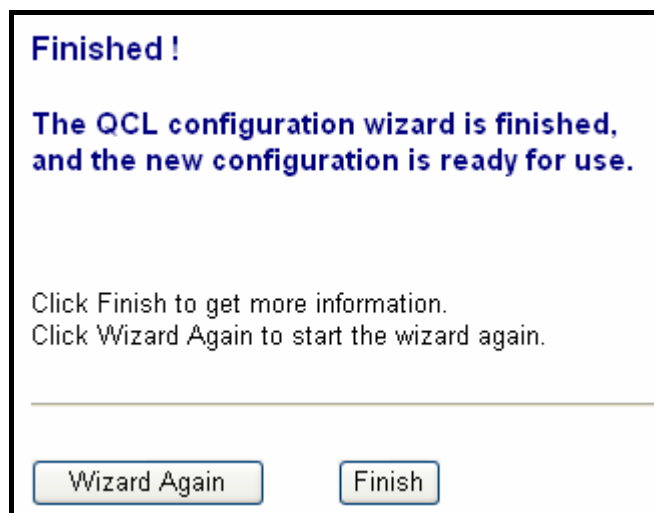 Finished !
The QCL configuration wizard is finished,
and the new configuration is ready for use.
Click Finish to get more information.
Click Wizard Again to start the wizard again.
Wizard Again
Finish